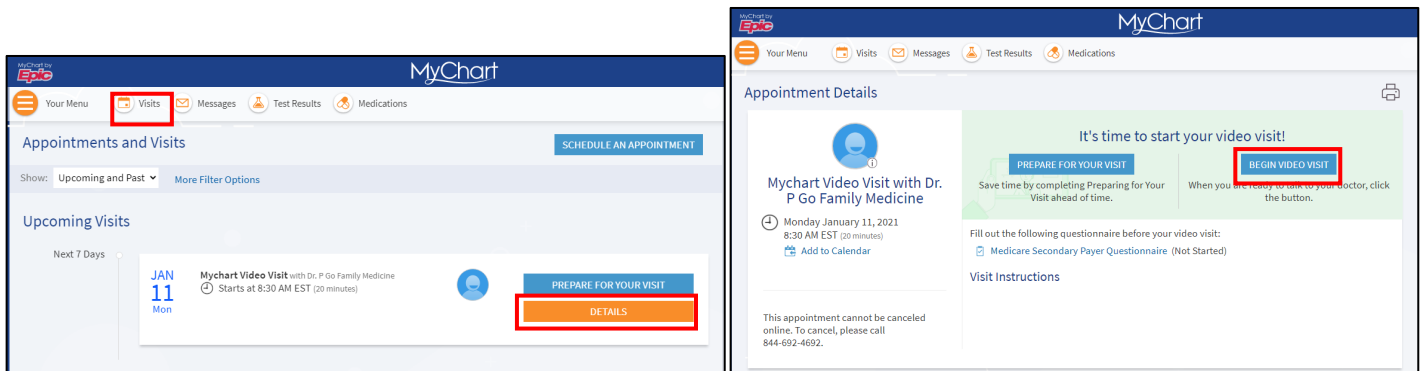 MyChart by
Epic
MyChart
Your Menu Visits Messages Test Results Medications
Appointments and Visits
SCHEDULE AN APPOINTMENT
Show: Upcoming and Past More Filter Options
Upcoming Visits
Next 7 Days
JAN
11
Mon
Mychart Video Visit with Dr. P Go Family Medicine
Starts at 8:30 AM EST (20 minutes)
PREPARE FOR YOUR VISIT
DETAILS
MyChart by
Epic
MyChart
Your Menu Visits Messages Test Results Medications
Appointment Details
Mychart Video Visit with Dr.
P Go Family Medicine
Monday January 11, 2021
8:30 AM EST (20 minutes)
Add to Calendar
This appointment cannot be canceled
online. To cancel, please call
844-692-4692.
It's time to start your video visit!
PREPARE FOR YOUR VISIT
Save time by completing Preparing for Your
Visit ahead of time.
BEGIN VIDEO VISIT
When you are ready to talk to your doctor, click
the button.
Fill out the following questionnaire before your video visit:
Medicare Secondary Payer Questionnaire (Not Started)
Visit Instructions